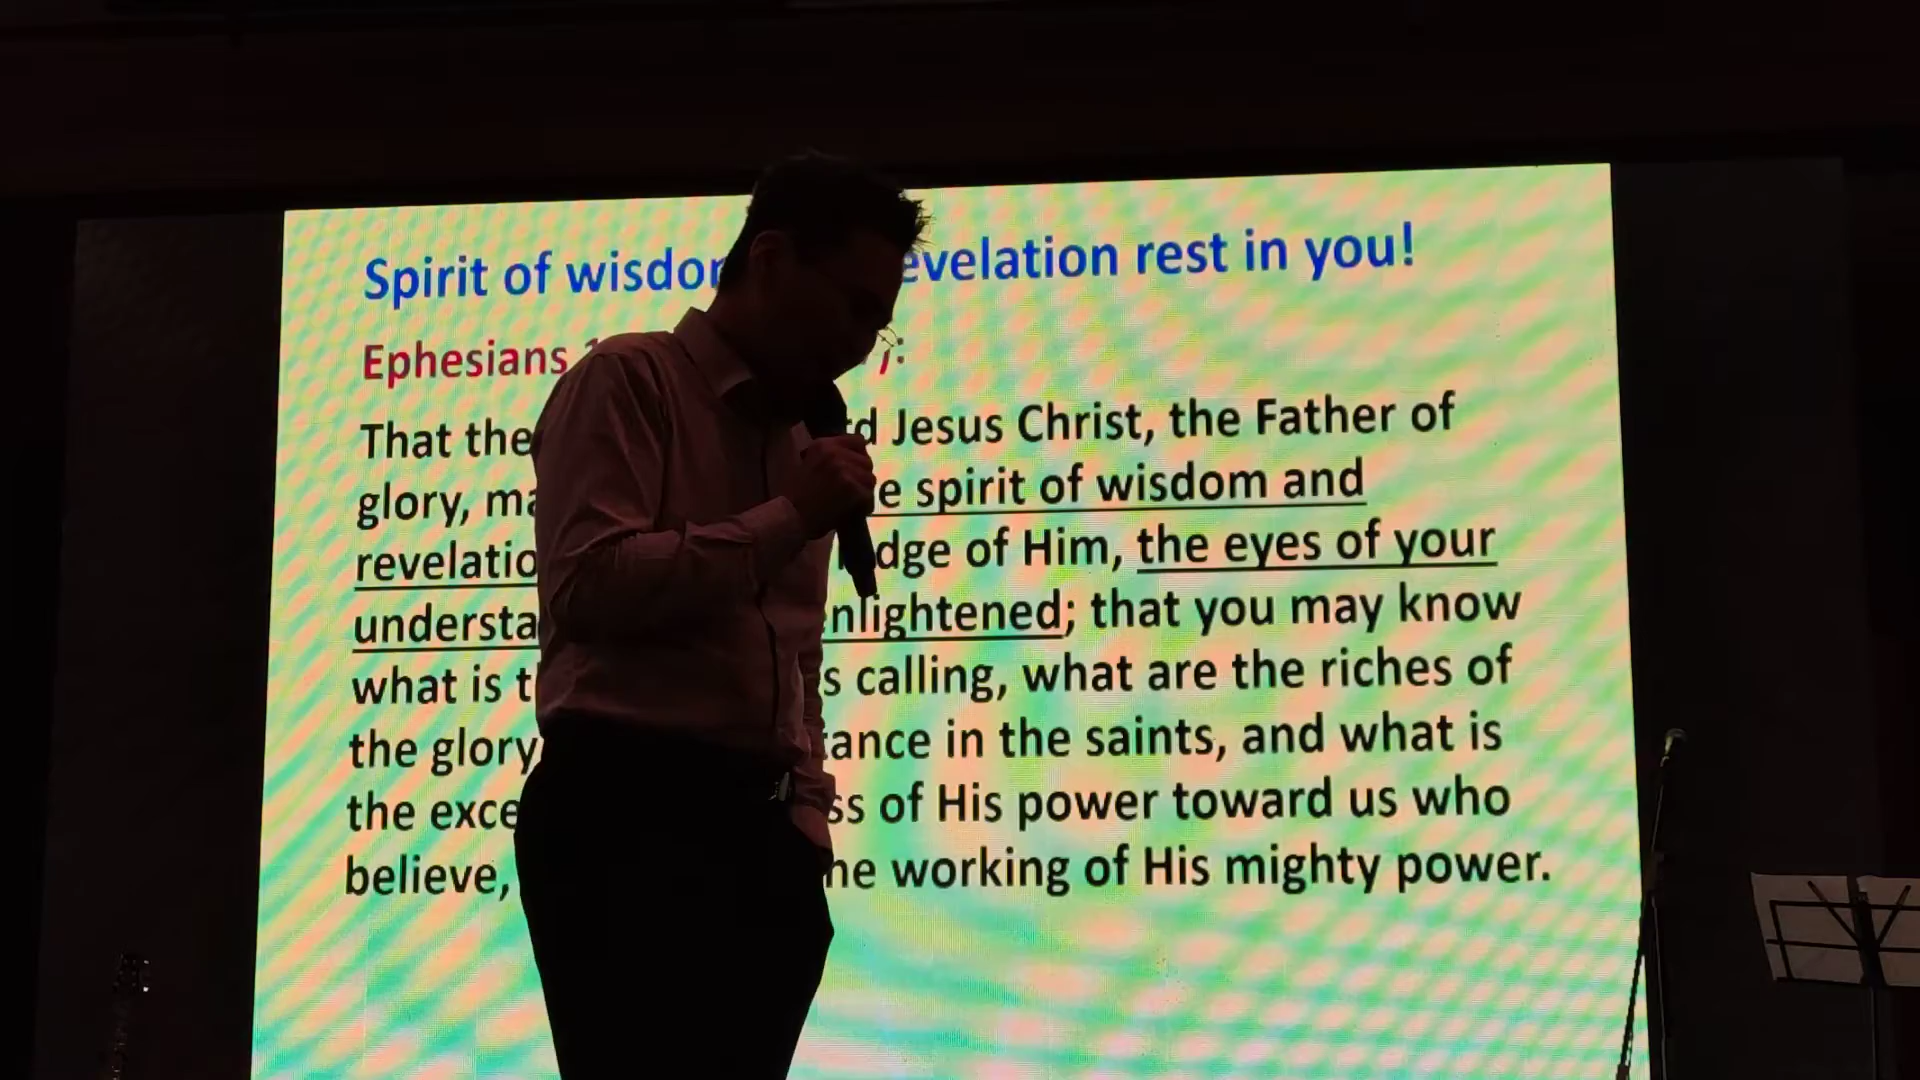 Spirit of wisdom evelation rest in you!
Ephesians
That the Jesus Christ, the Father of
glory, e spirit of wisdom and
revelatio dge of Him, the eyes of your
understa nlightened; that you may know
what is t s calling, what are the riches of
the glory tance in the saints, and what is
the exce ss of His power toward us who
believe, he working of His mighty power.